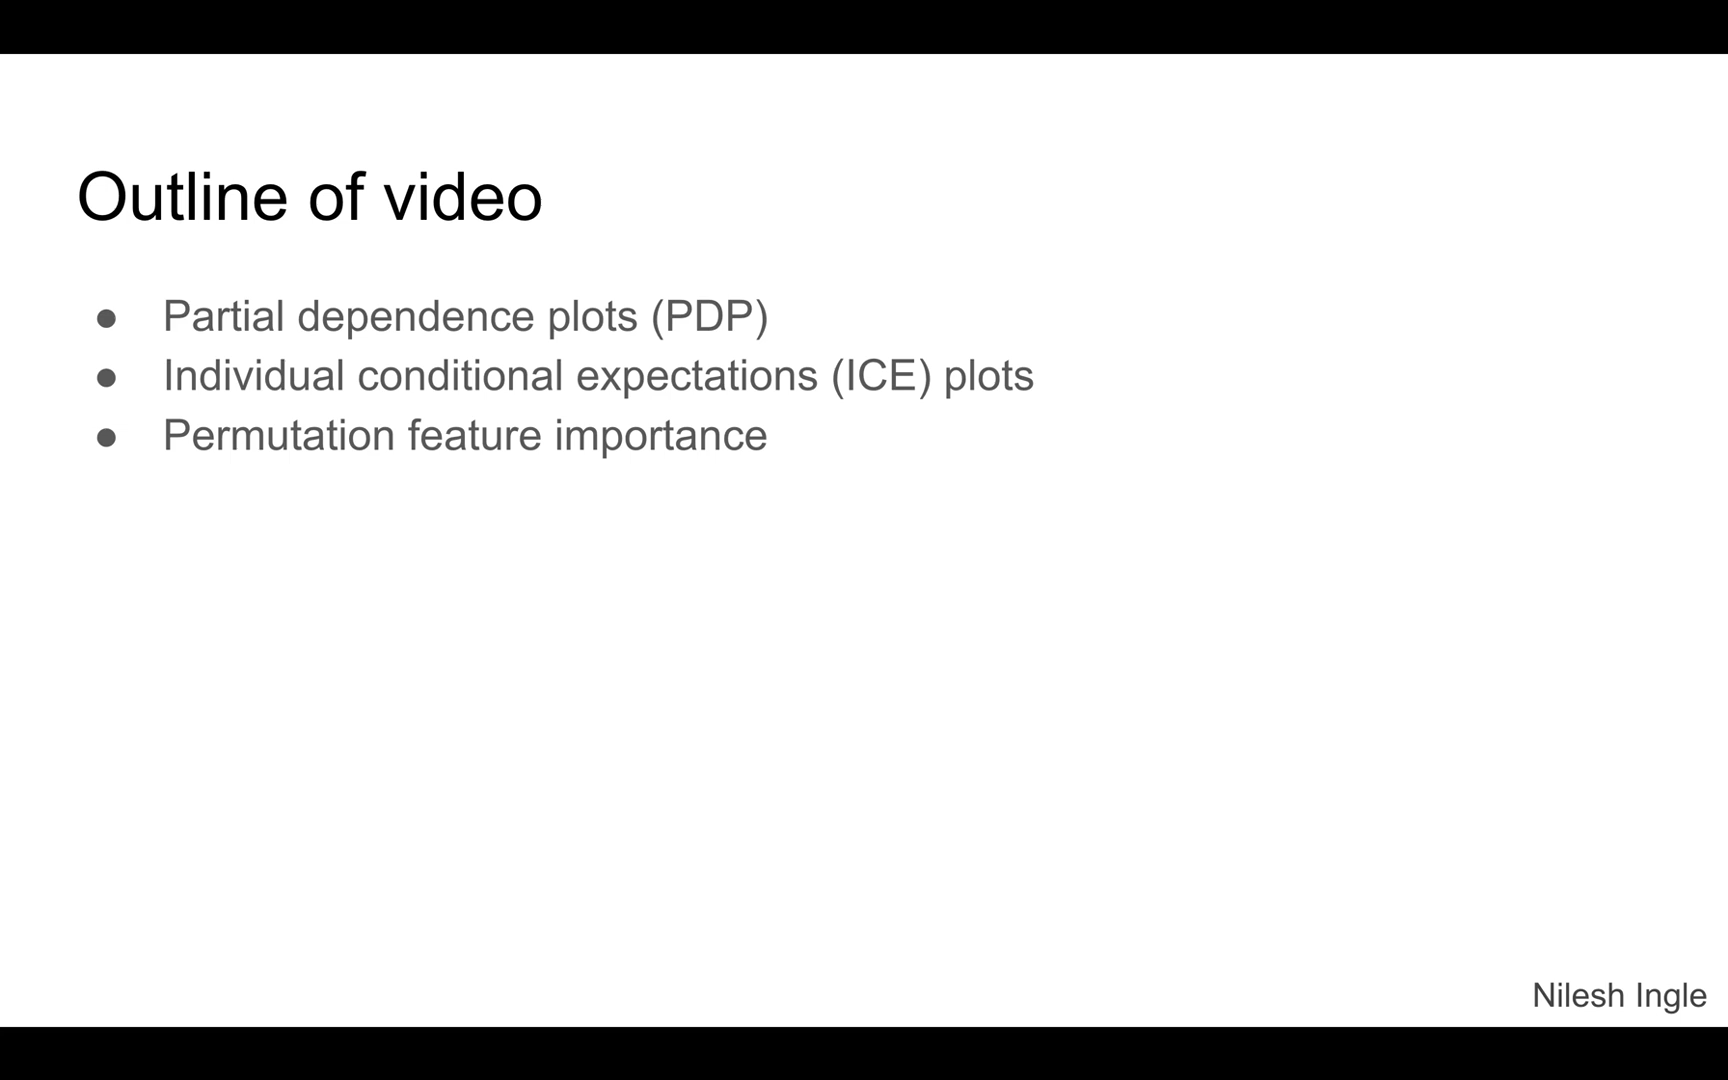 Outline of video
● Partial dependence plots (PDP)
● Individual conditional expectations (ICE) plots
● Permutation feature importance
Nilesh Ingle